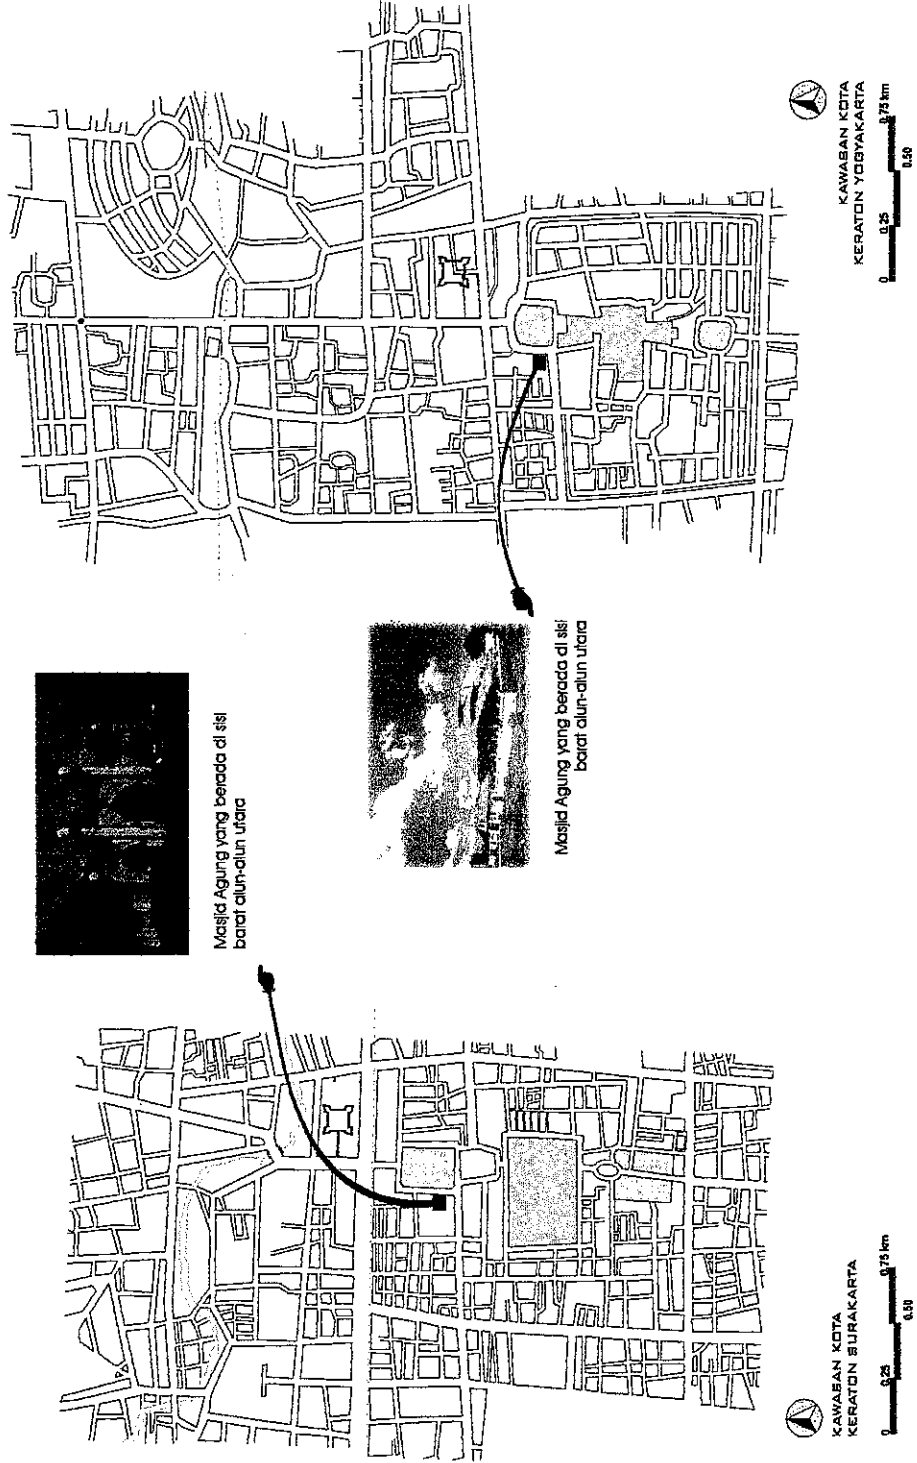 Masjid Agung yang berada di sisi
barat alun-alun utara
Masjid Agung yang berada di sisi
barat alun-alun utara
KAWASAN KOTA
KERATON SURAKARTA
0 0.25 0.50 0.75 km
KAWASAN KOTA
KERATON YOGYAKARTA
0 0.25 0.50 0.75 km